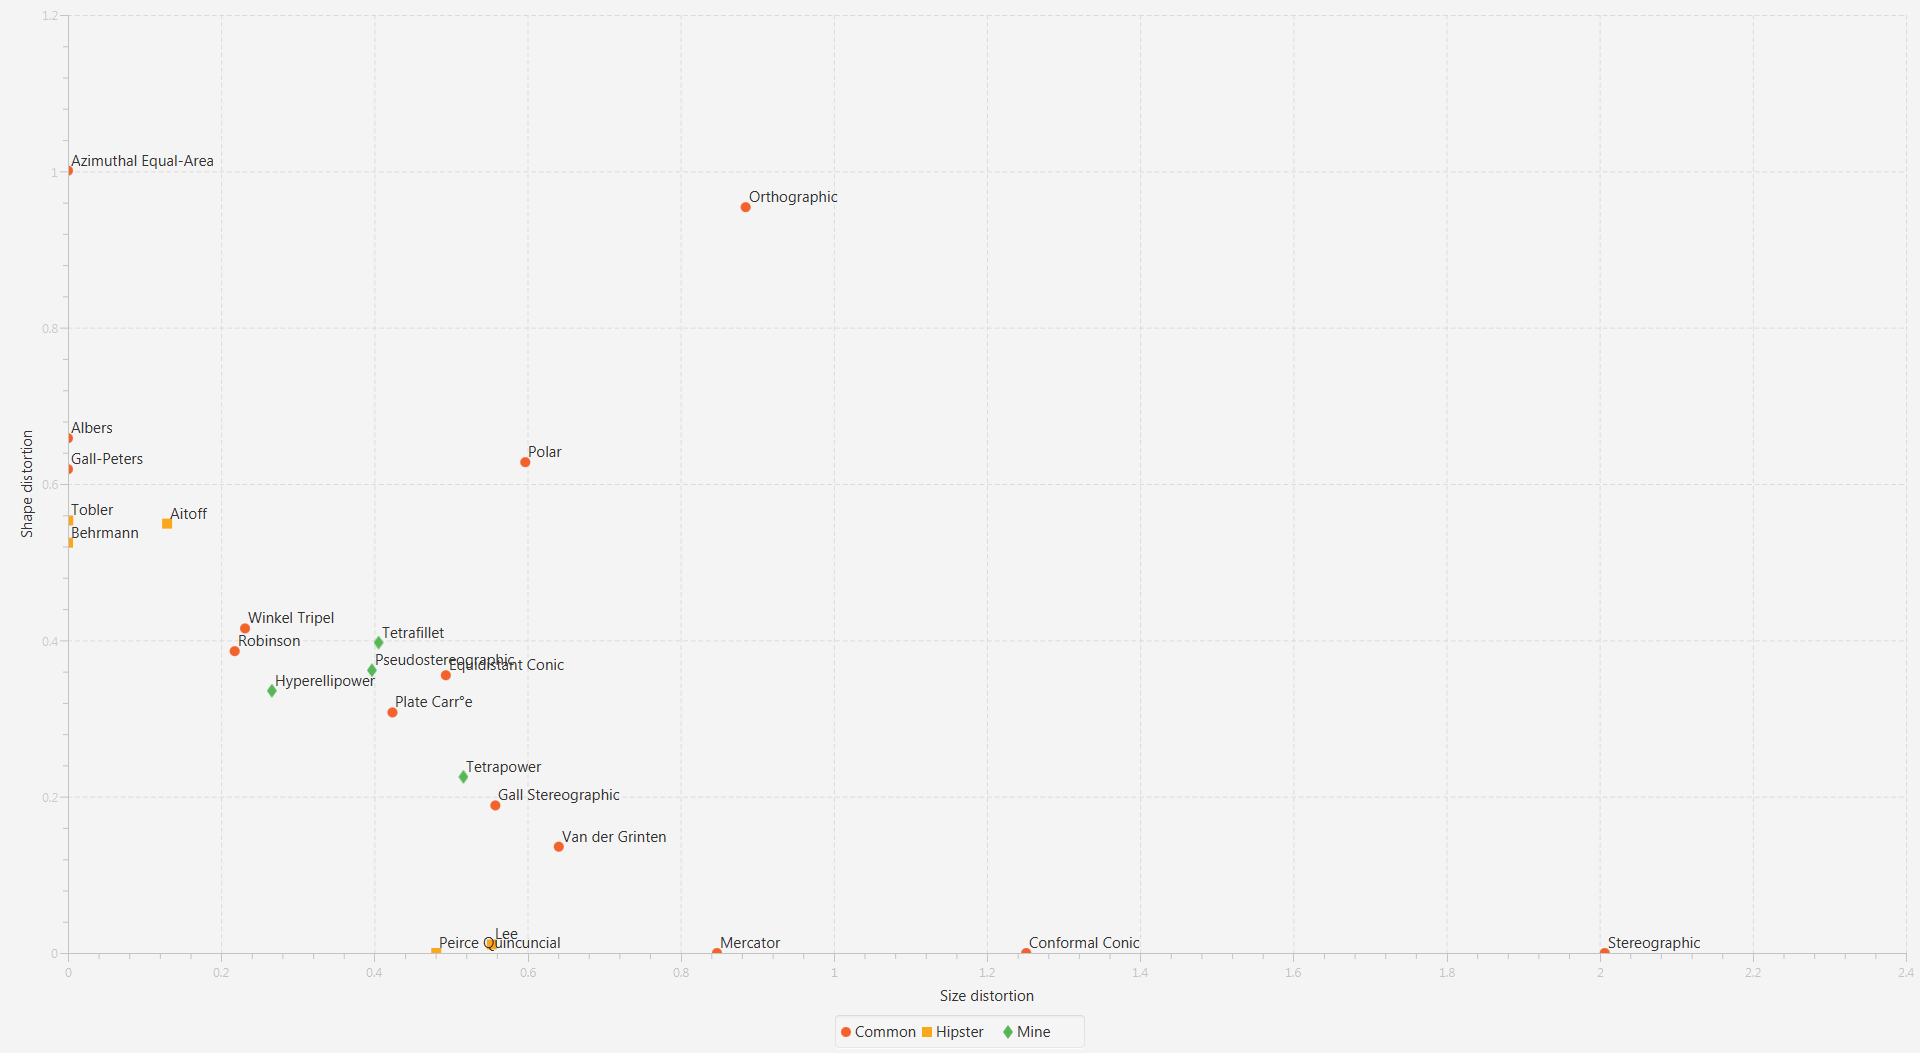 1.2
Azimuthal Equal-Area
1
Orthographic
0.8
Albers
Polar
Gall-Peters
0.6
Shape distortion
Tobler
Aitoff
Behrmann
Winkel Tripel
Tetrafillet
Robinson
0.4
Pseudostereographic
Equidistant Conic
Hyperellipower
Plate Carr°e
Tetrapower
Gall Stereographic
0.2
Van der Grinten
Lee
Peirce Quincuncial
Mercator
Conformal Conic
Stereographic
0
0 0.2 0.4 0.6 0.8 1 1.2 1.4 1.6 1.8 2 2.2 2.4
Size distortion
Common Hipster Mine